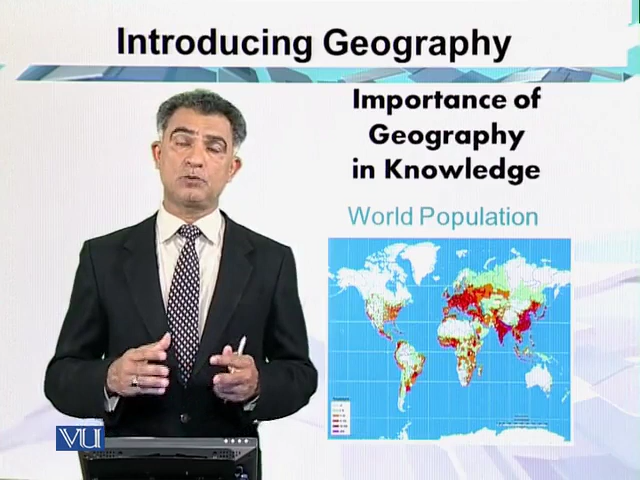 Introducing Geography
Importance of
Geography
in Knowledge
World Population
VU